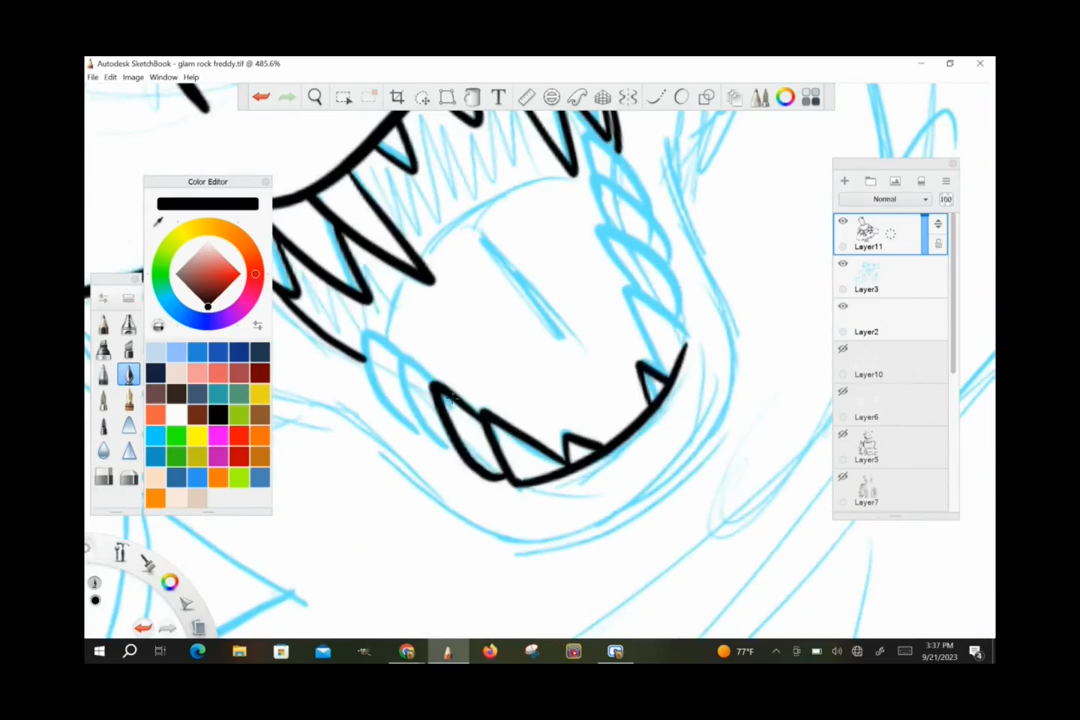 Autodesk SketchBook - glam rock freddy.tif @ 485.6%
File Edit Image Window Help
T
Color Editor
Normal
100
Layer11
Layer3
Layer2
Layer10
Layer6
Layer5
Layer7
77°F
3:37 PM
9/21/2023
4